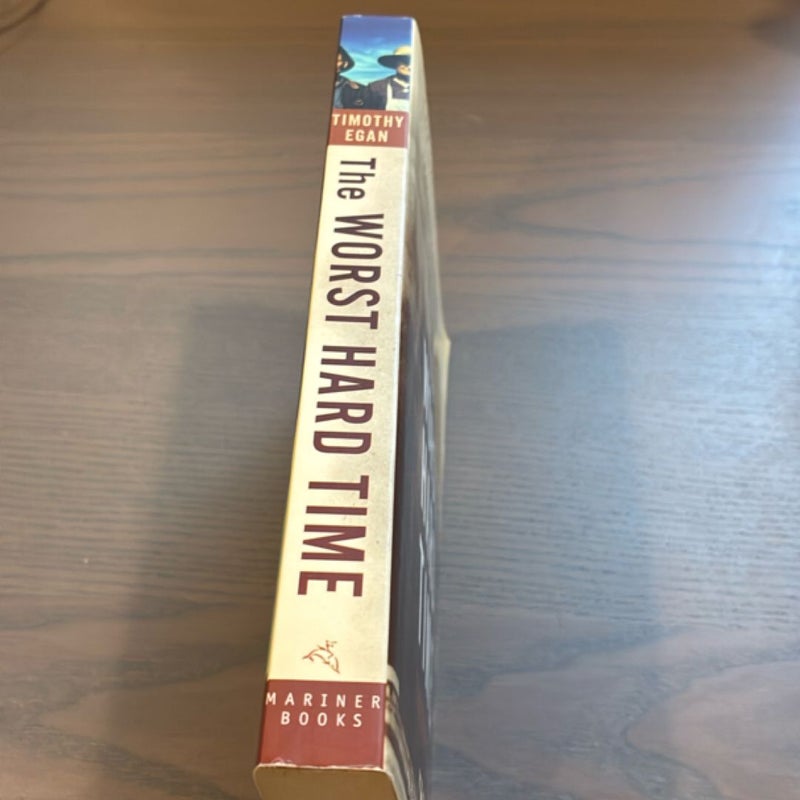 TIMOTHY
EGAN
The WORST HARD TIME
MARINER
BOOKS